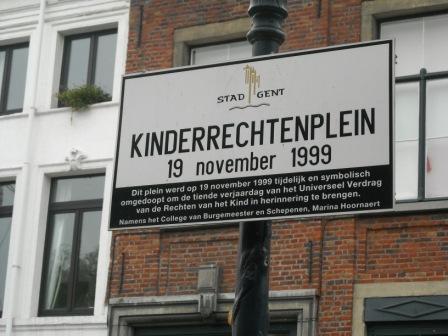 STAD GENT
KINDERRECHTENPLEIN
19 november 1999
Dit plein werd op 19 november 1999 tijdelijk en symbolisch
omgedoopt om de tiende verjaardag van het Universeel Verdrag
van de Rechten van het Kind in herinnering te brengen.
Namens het College van Burgemeester en Schepenen, Marina Hoornaert